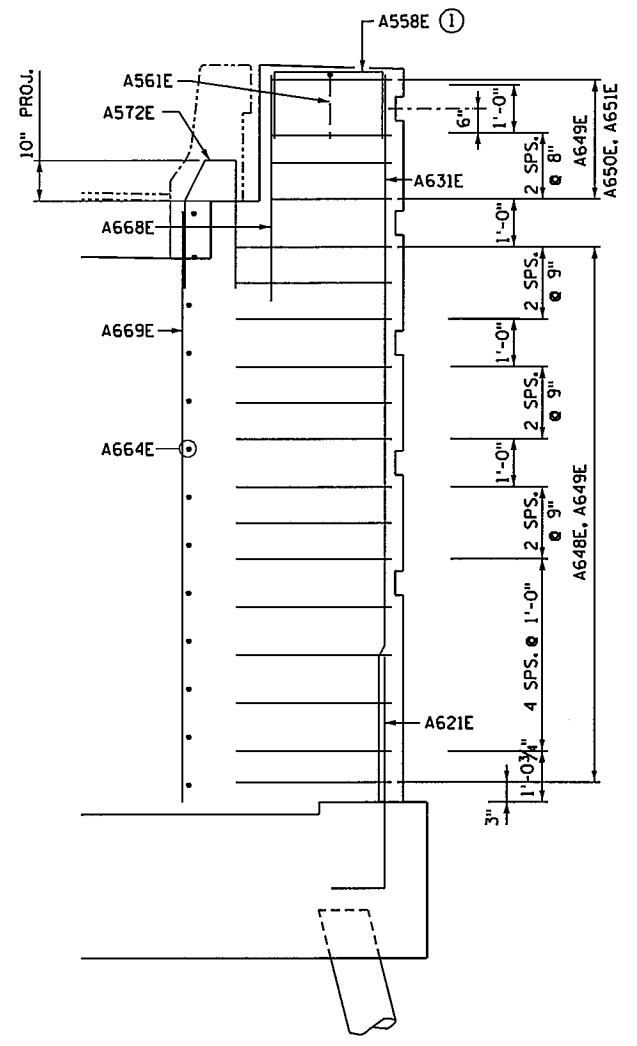 A558E 1
A561E
A572E
10" PROJ.
6"
1'-0"
2 SPS.
@ 8"
A649E
A650E, A651E
A631E
A668E
1'-0"
2 SPS.
@ 9"
A669E
1'-0"
2 SPS.
@ 9"
A664E
1'-0"
2 SPS.
@ 9"
A648E, A649E
4 SPS. @ 1'-0"
A621E
1'-0¾"
3"